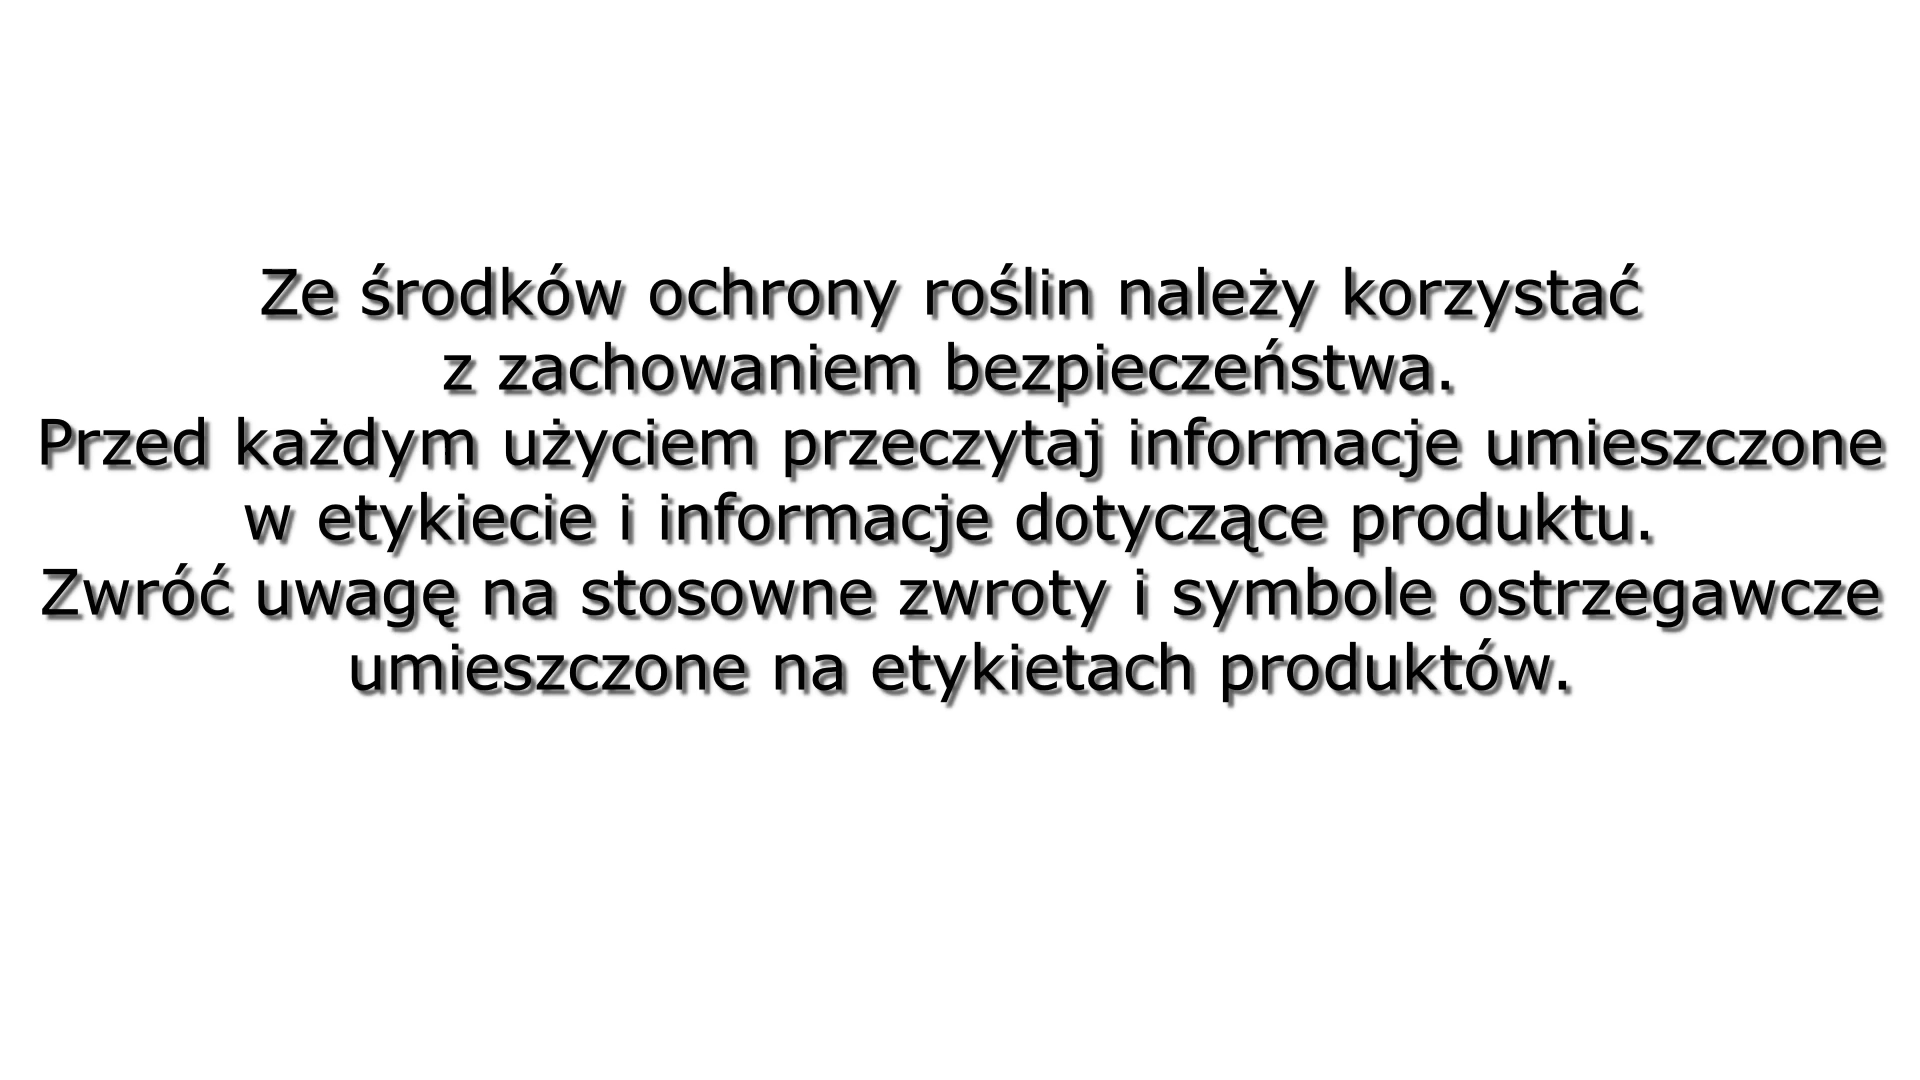 Ze środków ochrony roślin należy korzystać
z zachowaniem bezpieczeństwa.
Przed każdym użyciem przeczytaj informacje umieszczone
w etykiecie i informacje dotyczące produktu.
Zwróć uwagę na stosowne zwroty i symbole ostrzegawcze
umieszczone na etykietach produktów.